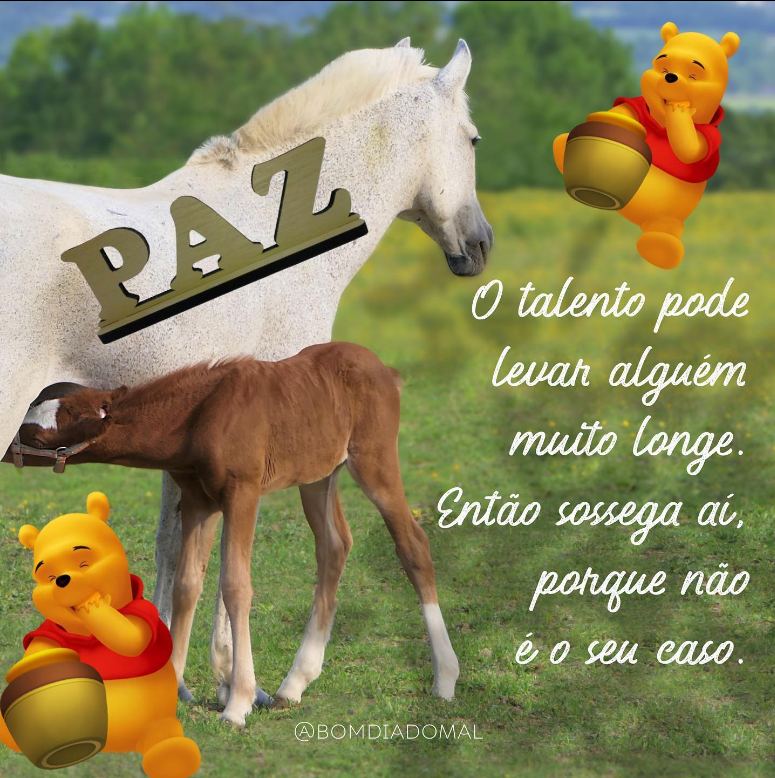 PAZ
O talento pode
levar alguém
muito longe.
Então sossega aí,
porque não
é o seu caso.
@BOMDIADOMAL